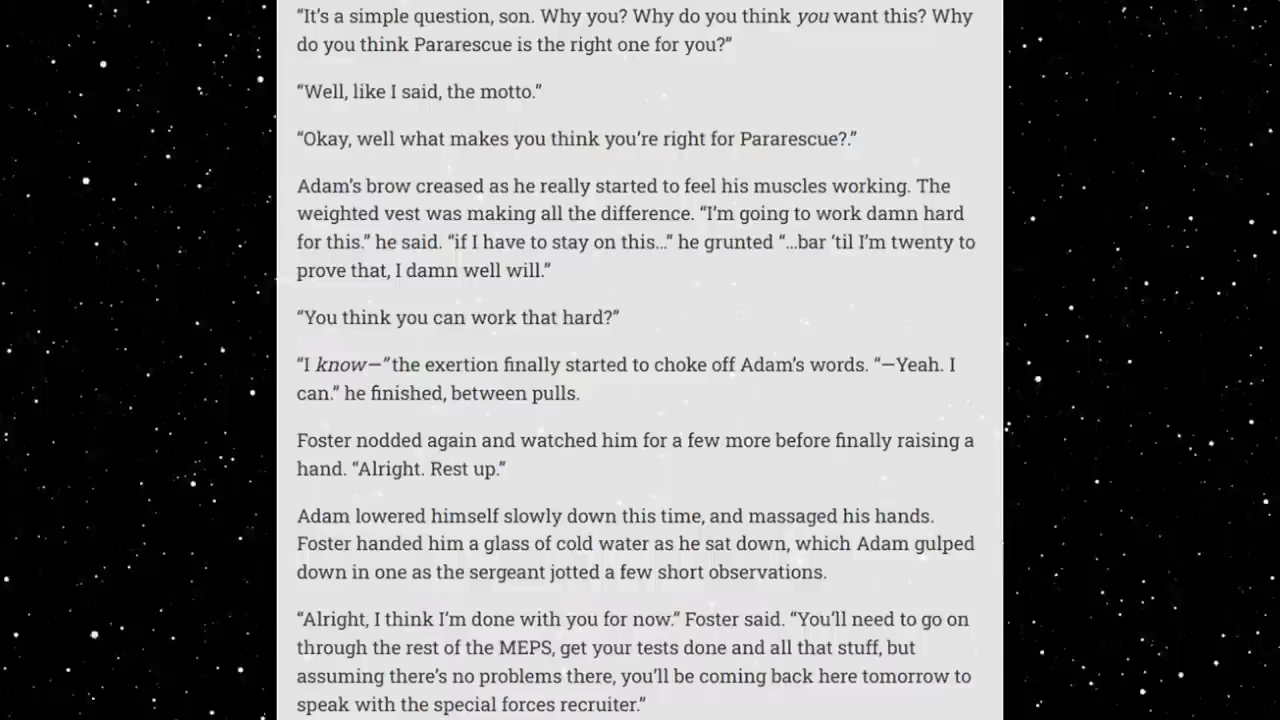 “It’s a simple question, son. Why you? Why do you think you want this? Why
do you think Pararescue is the right one for you?”
“Well, like I said, the motto.”
“Okay, well what makes you think you’re right for Pararescue?.”
Adam’s brow creased as he really started to feel his muscles working. The
weighted vest was making all the difference. “I’m going to work damn hard
for this.” he said. “if I have to stay on this…” he grunted “…bar ‘til I’m twenty to
prove that, I damn well will.”
“You think you can work that hard?”
“I know—” the exertion finally started to choke off Adam’s words. “—Yeah. I
can.” he finished, between pulls.
Foster nodded again and watched him for a few more before finally raising a
hand. “Alright. Rest up.”
Adam lowered himself slowly down this time, and massaged his hands.
Foster handed him a glass of cold water as he sat down, which Adam gulped
down in one as the sergeant jotted a few short observations.
“Alright, I think I’m done with you for now.” Foster said. “You’ll need to go on
through the rest of the MEPS, get your tests done and all that stuff, but
assuming there’s no problems there, you’ll be coming back here tomorrow to
speak with the special forces recruiter.”